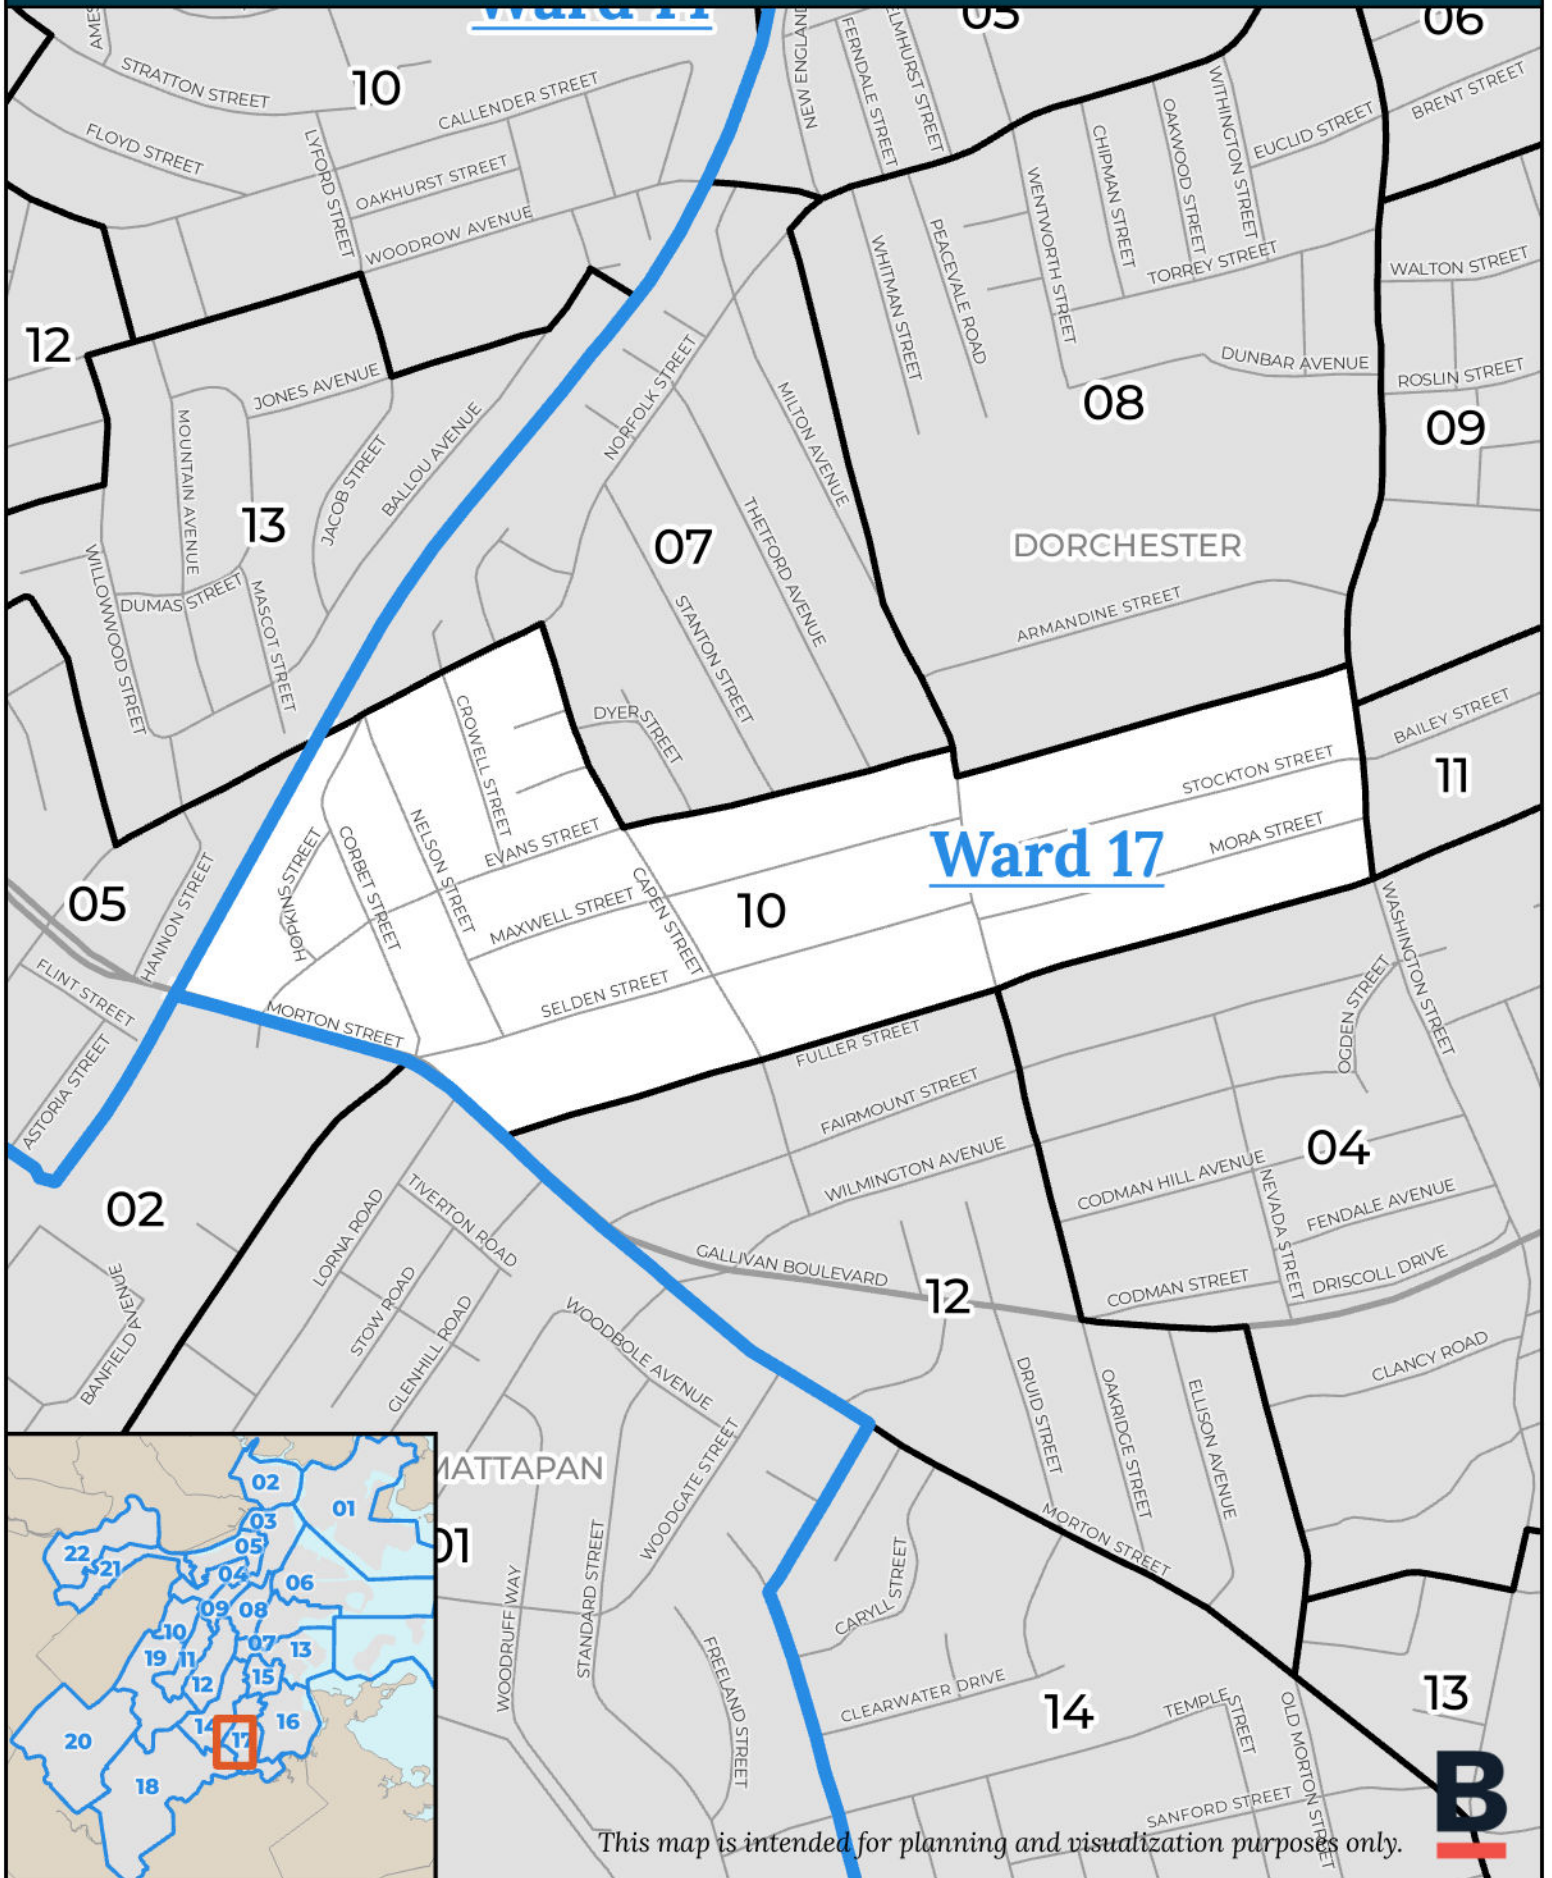 Ward 14
05
06
AMES
NEW ENGLAND
FERNDALE STREET
ELMHURST STREET
STRATTON STREET
10
CALLENDER STREET
WITHINGTON STREET
BRENT STREET
FLOYD STREET
LYFORD STREET
OAKHURST STREET
CHIPMAN STREET
OAKWOOD STREET
EUCLID STREET
WOODROW AVENUE
WENTWORTH STREET
PEACEVALE ROAD
WHITMAN STREET
TORREY STREET
WALTON STREET
12
JONES AVENUE
NORFOLK STREET
DUNBAR AVENUE
ROSLIN STREET
MOUNTAIN AVENUE
JACOB STREET
BALLOU AVENUE
MILTON AVENUE
08
09
13
07
THETFORD AVENUE
DORCHESTER
WILLOWWOOD STREET
DUMAS STREET
MASCOT STREET
STANTON STREET
ARMANDINE STREET
CROWELL STREET
DYER STREET
BAILEY STREET
STOCKTON STREET
11
HOPKINS STREET
CORBET STREET
NELSON STREET
EVANS STREET
MORA STREET
Ward 17
05
HANNON STREET
MAXWELL STREET
CAPEN STREET
10
WASHINGTON STREET
FLINT STREET
MORTON STREET
SELDEN STREET
OGDEN STREET
FULLER STREET
ASTORIA STREET
FAIRMOUNT STREET
04
02
LORNA ROAD
TIVERTON ROAD
WILMINGTON AVENUE
CODMAN HILL AVENUE
NEVADA STREET
FENDALE AVENUE
BANFIELD AVENUE
STOW ROAD
GLENHILL ROAD
GALLIVAN BOULEVARD
12
CODMAN STREET
DRISCOLL DRIVE
WOODBOLE AVENUE
DRUID STREET
OAKRIDGE STREET
ELLISON AVENUE
CLANCY ROAD
MATTAPAN
WOODGATE STREET
01
MORTON STREET
WOODRUFF WAY
STANDARD STREET
CARYLL STREET
FREELAND STREET
CLEARWATER DRIVE
14
TEMPLE STREET
OLD MORTON STREET
13
SANFORD STREET
02
01
03
05
22
21
04
06
09
08
10
07
13
19
11
12
15
14
17
16
20
18
This map is intended for planning and visualization purposes only.
B